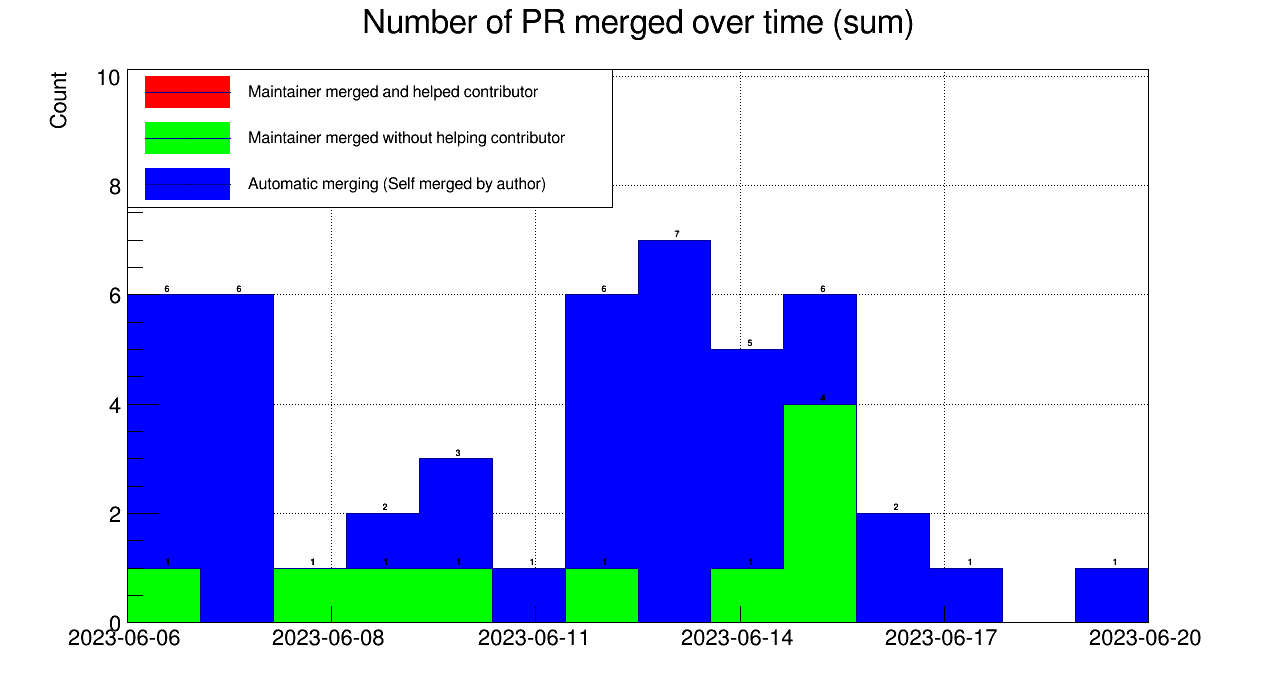 Number of PR merged over time (sum)
Count
10
8
6
4
2
0
Maintainer merged and helped contributor
Maintainer merged without helping contributor
Automatic merging (Self merged by author)
6 6 1 2 3 1 6 7 5 6 2 1 1
1 1 1 1 1 4
2023-06-06 2023-06-08 2023-06-11 2023-06-14 2023-06-17 2023-06-20